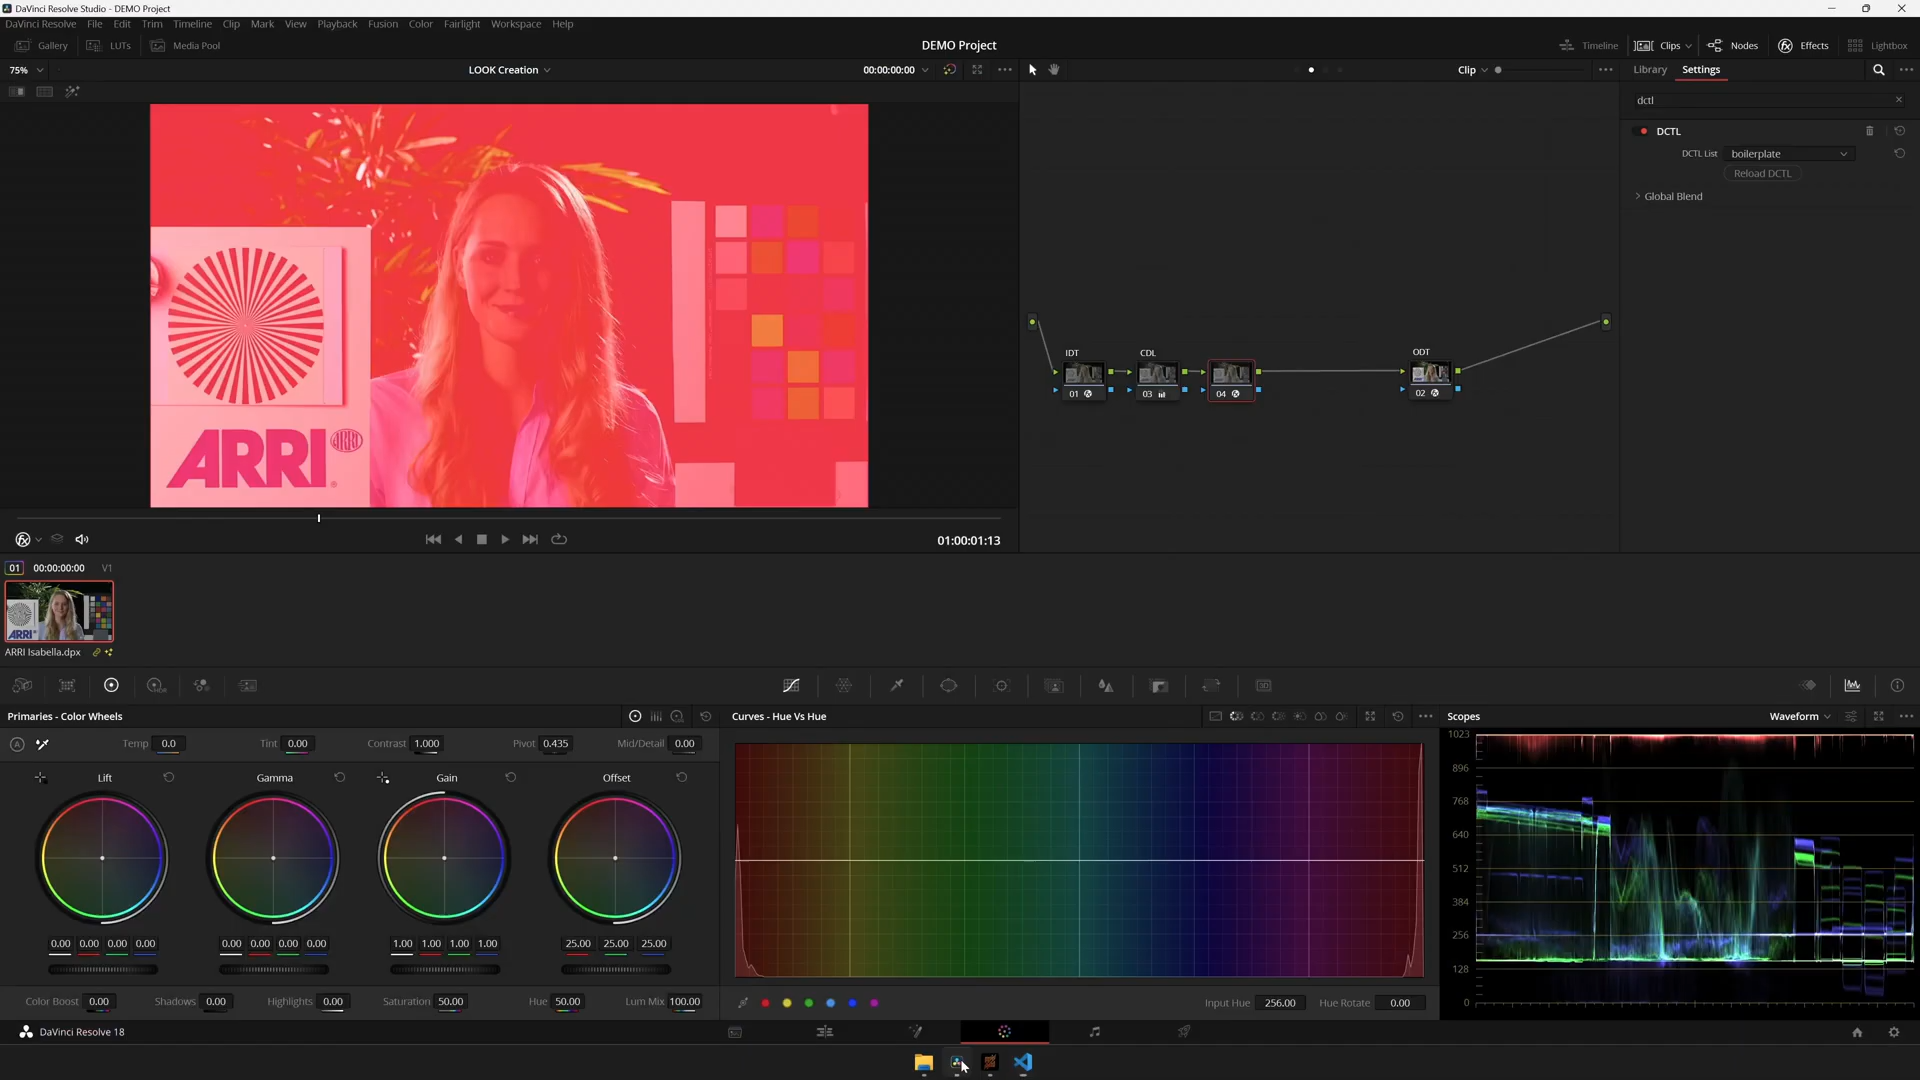 DaVinci Resolve Studio - DEMO Project
DaVinci Resolve File Edit Trim Timeline Clip Mark View Playback Fusion Color Fairlight Workspace Help
Gallery LUTs Media Pool DEMO Project Timeline Clips Nodes Effects Lightbox
75% LOOK Creation 00:00:00:00 Clip Library Settings
dctl
DCTL
DCTL List boilerplate
Reload DCTL
Global Blend
ARRI ARRI
IDT CDL ODT
01 03 04 02
01:00:01:13
01 00:00:00:00 V1
ARRI
ARRI Isabella.dpx
Primaries - Color Wheels Curves - Hue Vs Hue Scopes Waveform
Temp 0.0 Tint 0.00 Contrast 1.000 Pivot 0.435 Mid/Detail 0.00
Lift Gamma Gain Offset
0.00 0.00 0.00 0.00 0.00 0.00 0.00 0.00 1.00 1.00 1.00 1.00 25.00 25.00 25.00
Color Boost 0.00 Shadows 0.00 Highlights 0.00 Saturation 50.00 Hue 50.00 Lum Mix 100.00
Input Hue 256.00 Hue Rotate 0.00
1023
896
768
640
512
384
256
128
0
DaVinci Resolve 18